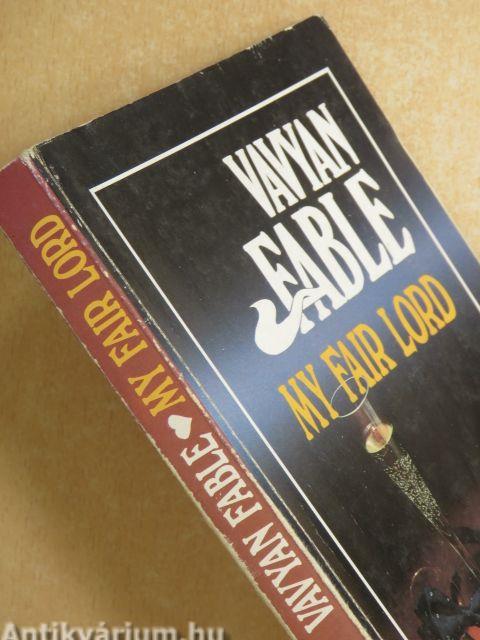 VAVYAN
FABLE
MY FAIR LORD
VAVYAN FABLE ♥ MY FAIR LORD
Antikvárium.hu